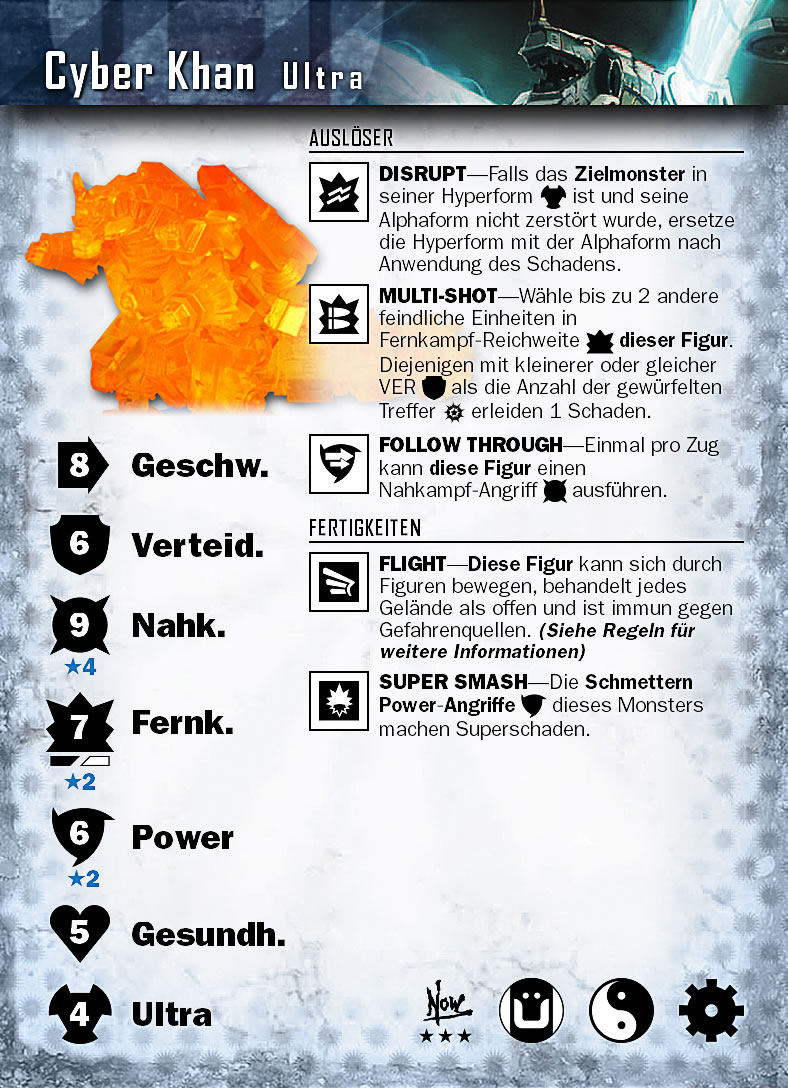 Cyber Khan Ultra
AUSLÖSER
DISRUPT—Falls das Zielmonster in
seiner Hyperform ist und seine
Alphaform nicht zerstört wurde, ersetze
die Hyperform mit der Alphaform nach
Anwendung des Schadens.
MULTI-SHOT—Wähle bis zu 2 andere
feindliche Einheiten in
Fernkampf-Reichweite dieser Figur.
Diejenigen mit kleinerer oder gleicher
VER als die Anzahl der gewürfelten
Treffer erleiden 1 Schaden.
FOLLOW THROUGH—Einmal pro Zug
kann diese Figur einen
Nahkampf-Angriff ausführen.
FERTIGKEITEN
FLIGHT—Diese Figur kann sich durch
Figuren bewegen, behandelt jedes
Gelände als offen und ist immun gegen
Gefahrenquellen. (Siehe Regeln für
weitere Informationen)
SUPER SMASH—Die Schmettern
Power-Angriffe dieses Monsters
machen Superschaden.
8 Geschw.
6 Verteid.
9 Nahk.
★4
7 Fernk.
★2
6 Power
★2
5 Gesundh.
4 Ultra
Now
★★★
Ü